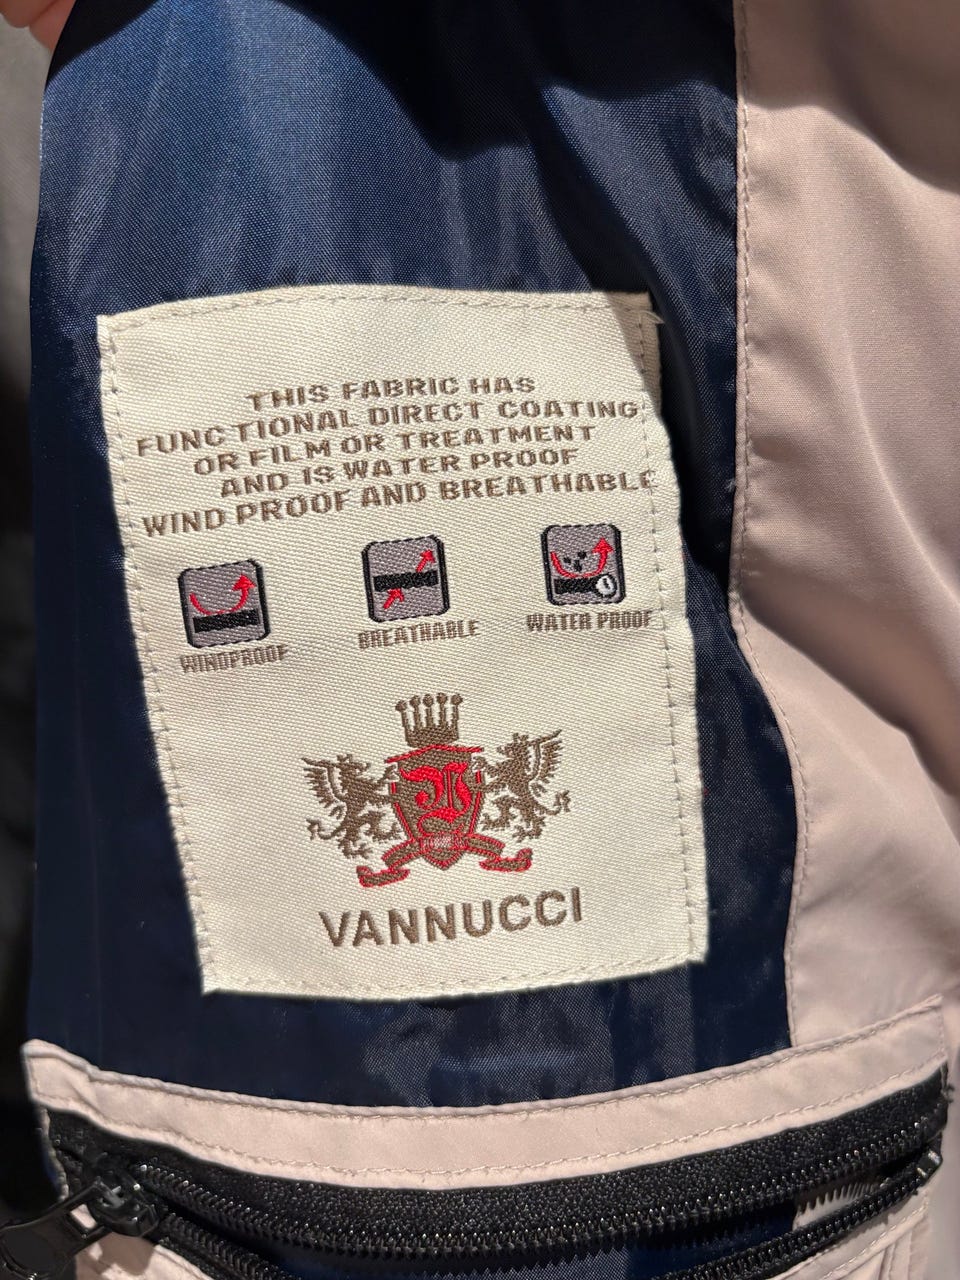 THIS FABRIC HAS
FUNCTIONAL DIRECT COATING
OR FILM OR TREATMENT
AND IS WATER PROOF
WIND PROOF AND BREATHABLE
WINDPROOF
BREATHABLE
WATER PROOF
VANNUCCI